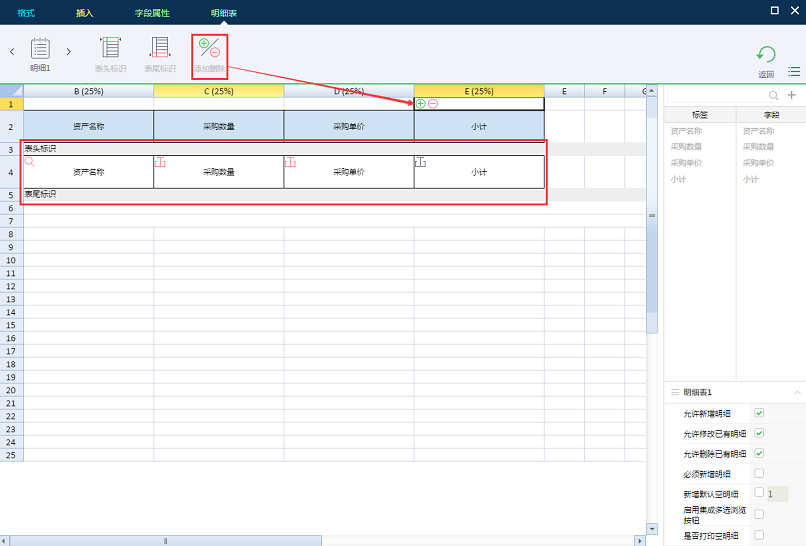 格式 插入 字段属性 明细表
明细1 表头标识 表尾标识 添加删除 返回
B (25%) C (25%) D (25%) E (25%) E F G
1
2 资产名称 采购数量 采购单价 小计
3 表头标识
4 资产名称 采购数量 采购单价 小计
5 表尾标识
6
7
8
9
10
11
12
13
14
15
16
17
18
19
20
21
22
23
24
25
标签 字段
资产名称 资产名称
采购数量 采购数量
采购单价 采购单价
小计 小计
明细表1
允许新增明细
允许修改已有明细
允许删除已有明细
必须新增明细
新增默认空明细 1
启用集成多选浏览
按钮
是否打印空明细